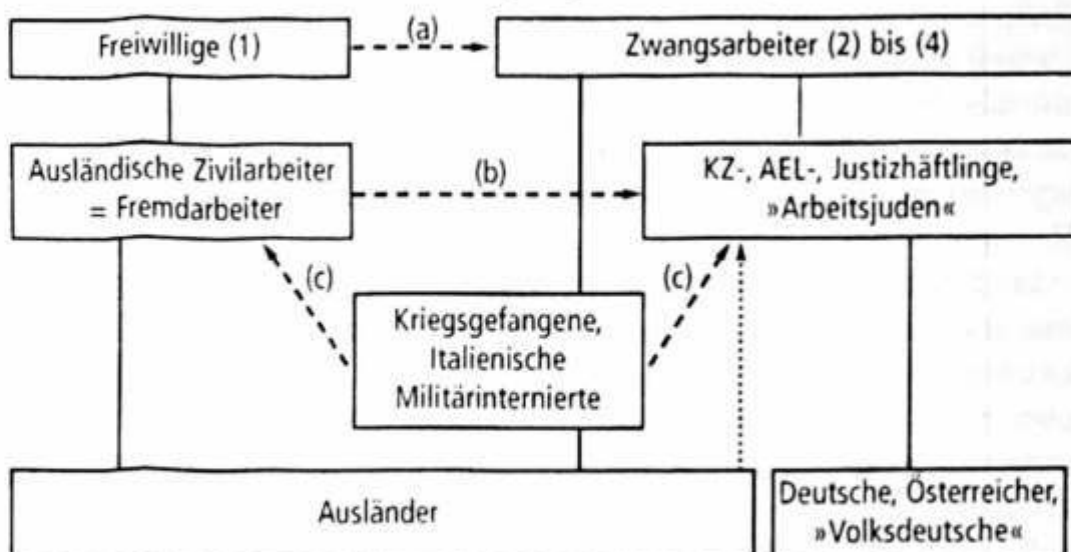 Freiwillige (1)
(a)
Zwangsarbeiter (2) bis (4)
Ausländische Zivilarbeiter
= Fremdarbeiter
(b)
KZ-, AEL-, Justizhäftlinge,
»Arbeitsjuden«
(c)
(c)
Kriegsgefangene,
Italienische
Militärinternierte
Ausländer
Deutsche, Österreicher,
»Volksdeutsche«